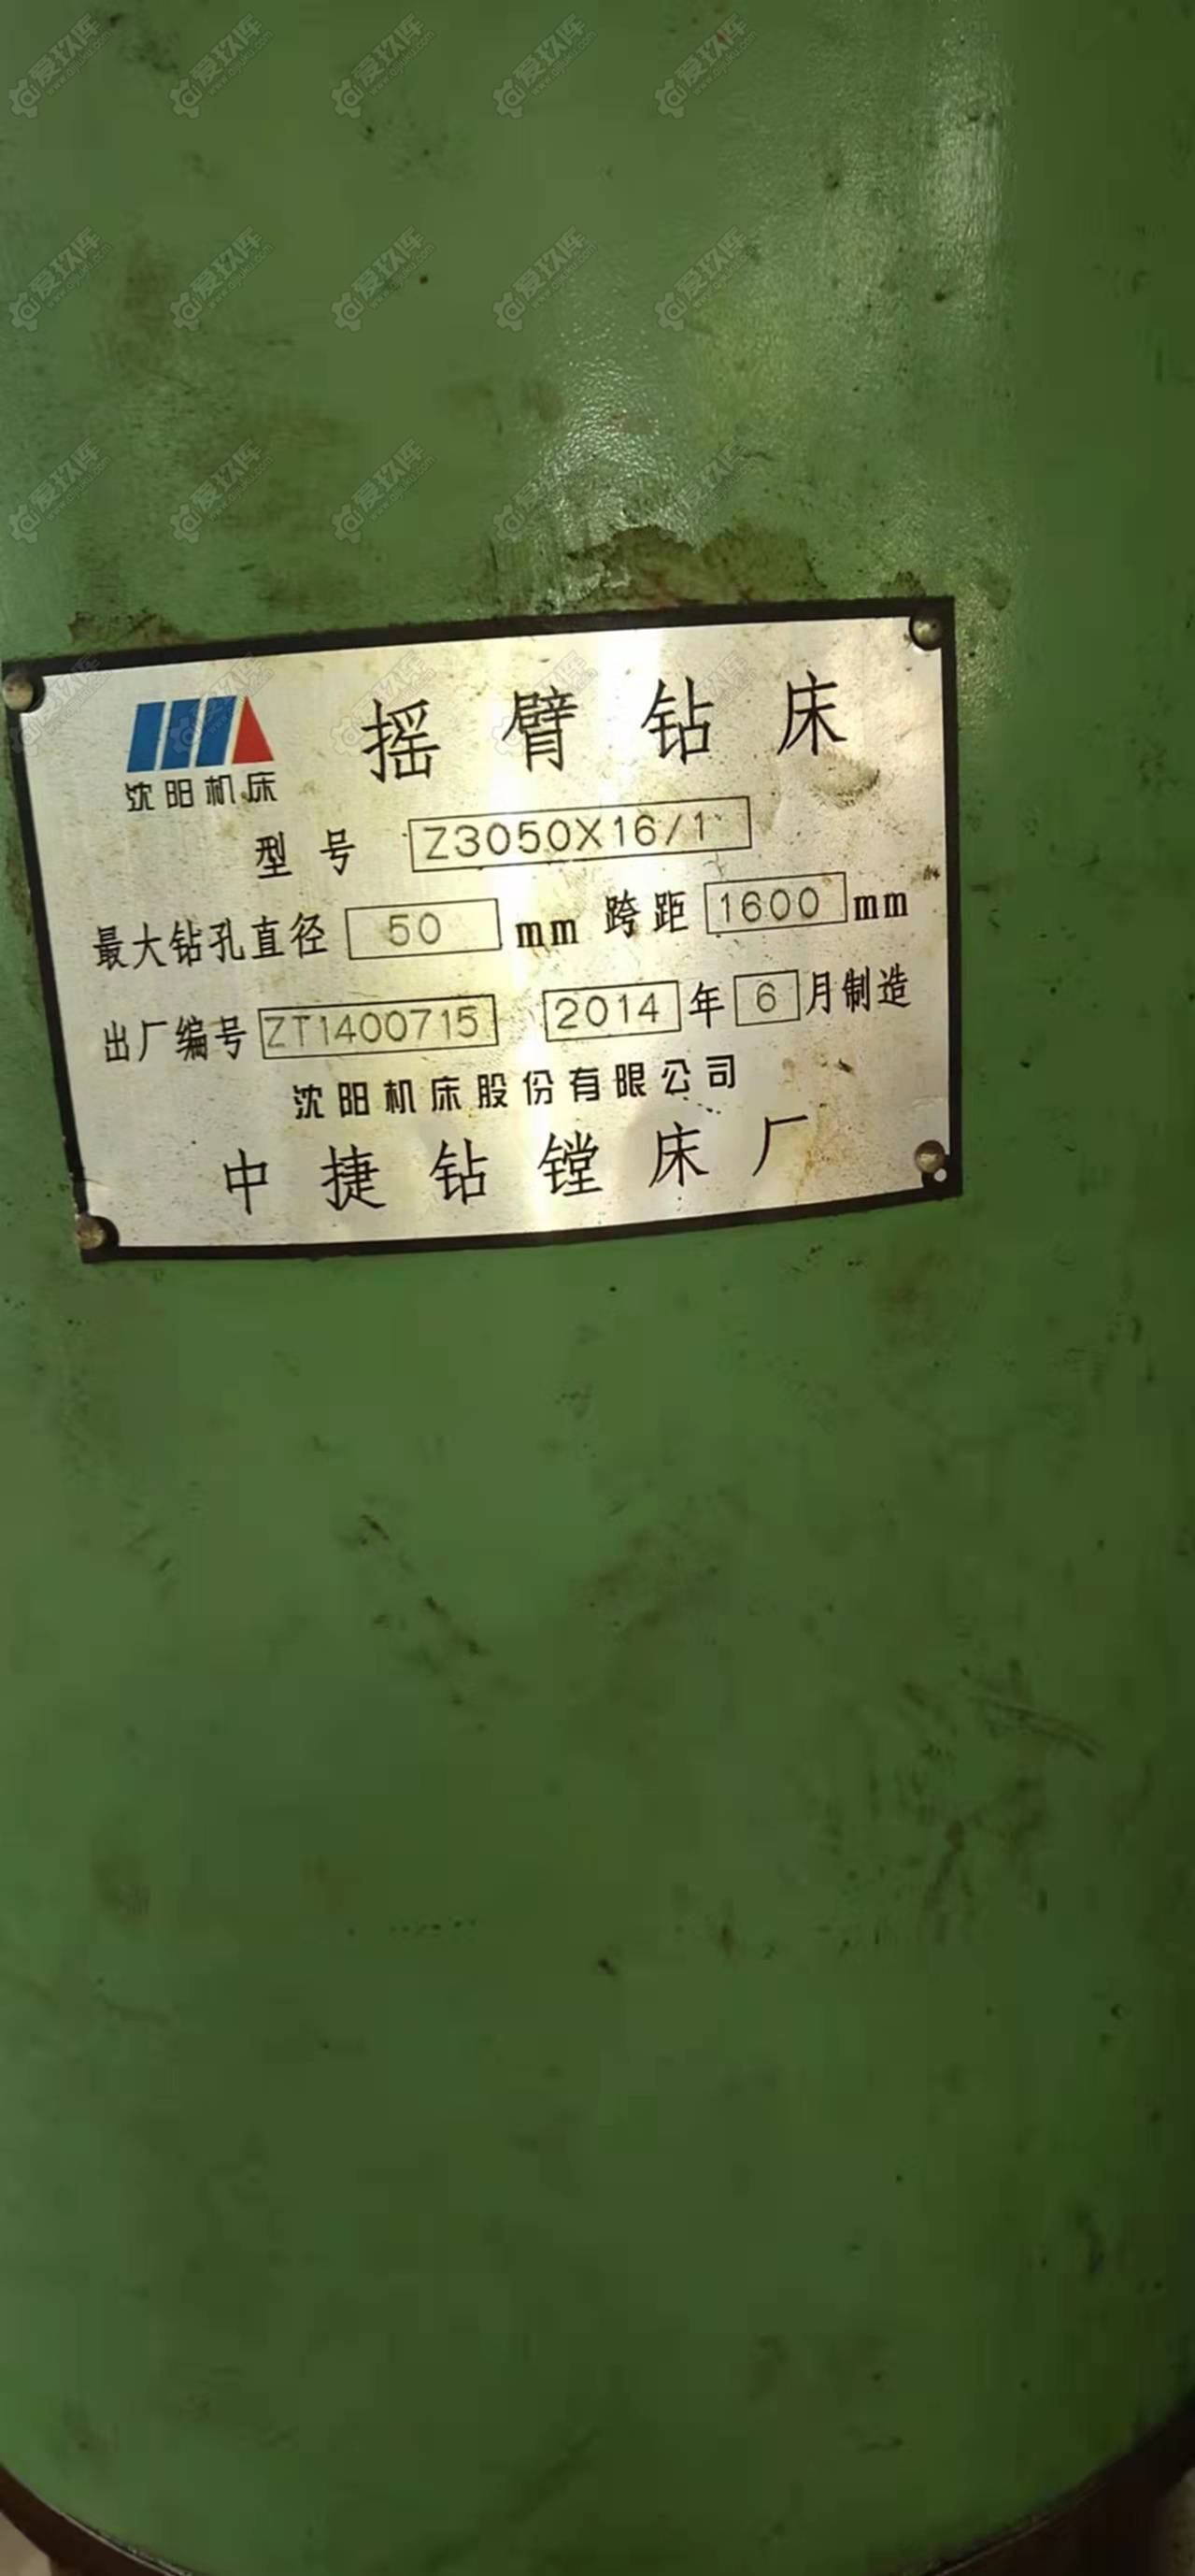 摇臂钻床
沈阳机床
型号 Z3050X16/1
最大钻孔直径 50 mm 跨距 1600 mm
出厂编号 ZT1400715 2014 年 6 月制造
沈阳机床股份有限公司
中捷钻镗床厂